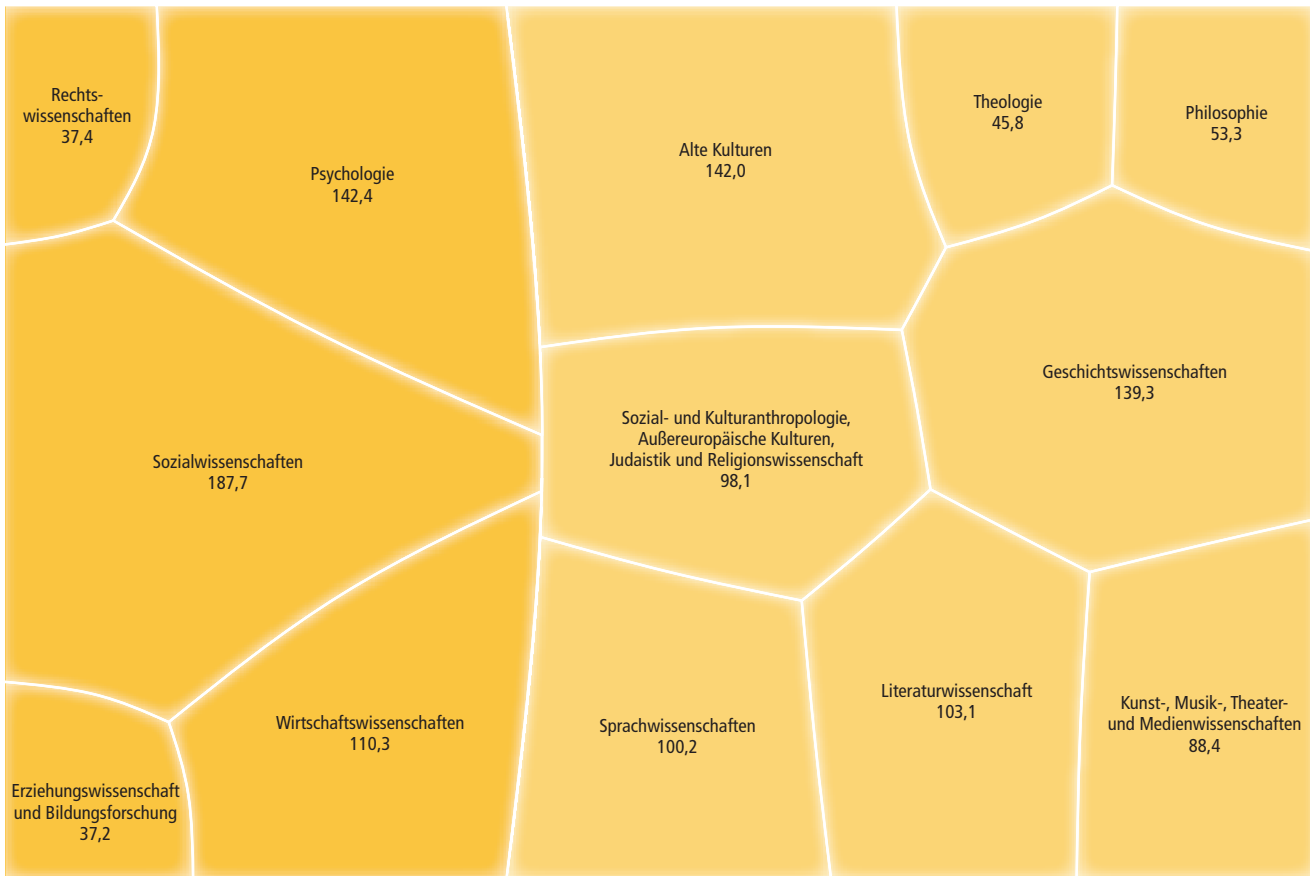 Rechts-
wissenschaften
37,4
Psychologie
142,4
Alte Kulturen
142,0
Theologie
45,8
Philosophie
53,3
Sozialwissenschaften
187,7
Sozial- und Kulturanthropologie,
Außereuropäische Kulturen,
Judaistik und Religionswissenschaft
98,1
Geschichtswissenschaften
139,3
Erziehungswissenschaft
und Bildungsforschung
37,2
Wirtschaftswissenschaften
110,3
Sprachwissenschaften
100,2
Literaturwissenschaft
103,1
Kunst-, Musik-, Theater-
und Medienwissenschaften
88,4